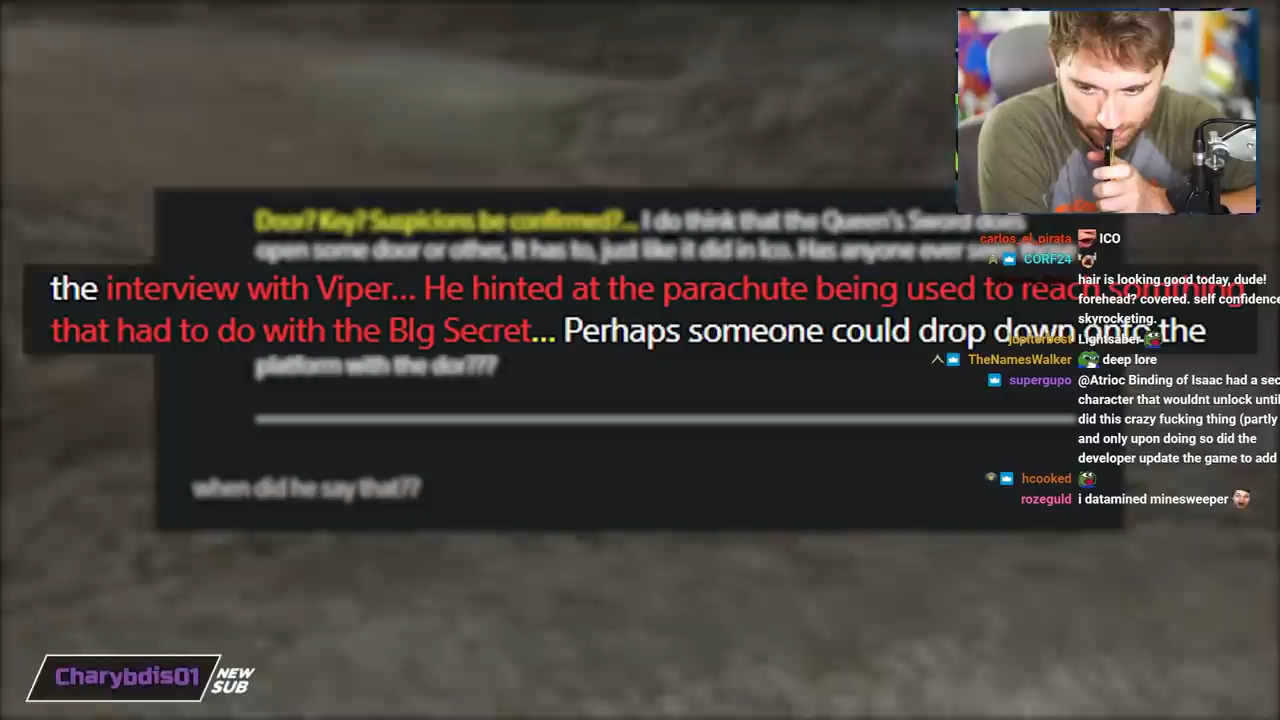 Door? Key? Suspicions be confirmed?... I do think that the Queen's Sword does
open some door or other, It has to, just like it did in Ico. Has anyone ever
the interview with Viper... He hinted at the parachute being used to reach
that had to do with the BIg Secret... Perhaps someone could drop down onto the
platform with the dor???
when did he say that??
carlos_el_pirata ICO
CORF24
hair is looking good today, dude!
forehead? covered. self confidence
skyrocketing.
jupiterbest Lightsaber
TheNamesWalker deep lore
supergupo @Atrioc Binding of Isaac had a sec
character that wouldnt unlock until
did this crazy fucking thing (partly
and only upon doing so did the
developer update the game to add
hcooked
rozeguld i datamined minesweeper
Charybdis01 NEW
SUB